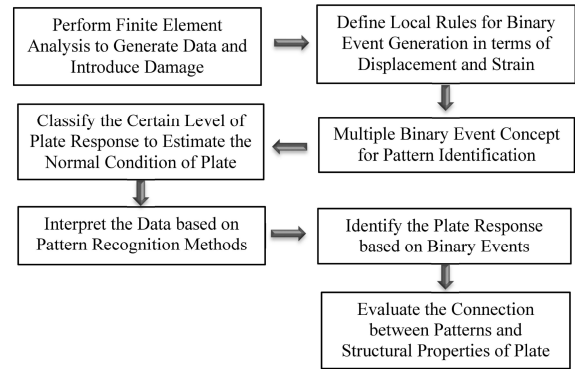 Perform Finite Element
Analysis to Generate Data and
Introduce Damage
Define Local Rules for Binary
Event Generation in terms of
Displacement and Strain
Multiple Binary Event Concept
for Pattern Identification
Classify the Certain Level of
Plate Response to Estimate the
Normal Condition of Plate
Interpret the Data based on
Pattern Recognition Methods
Identify the Plate Response
based on Binary Events
Evaluate the Connection
between Patterns and
Structural Properties of Plate